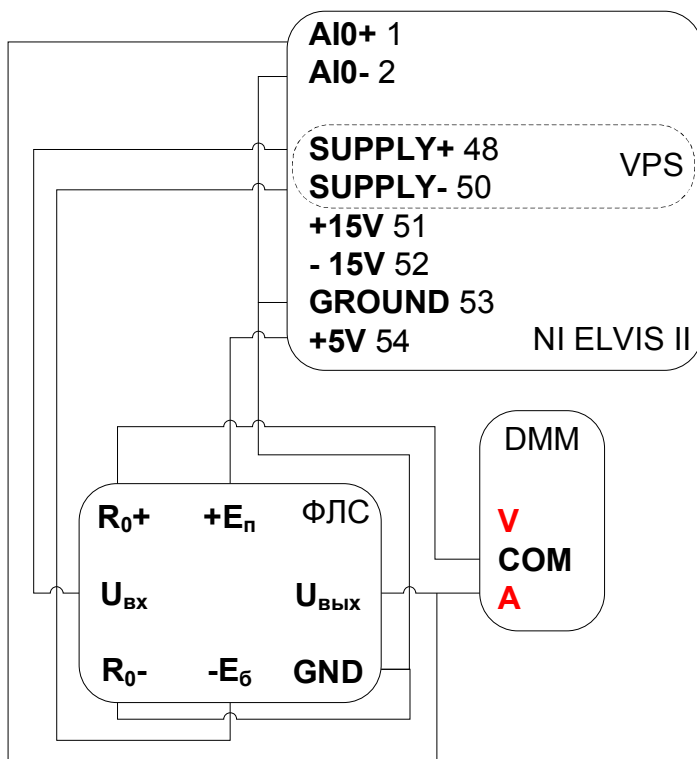 AI0+ 1
AI0- 2
SUPPLY+ 48
VPS
SUPPLY- 50
+15V 51
- 15V 52
GROUND 53
+5V 54
NI ELVIS II
DMM
V
COM
A
R₀+ +Eₚ ФЛС
Uвх Uвых
R₀- -Eб GND